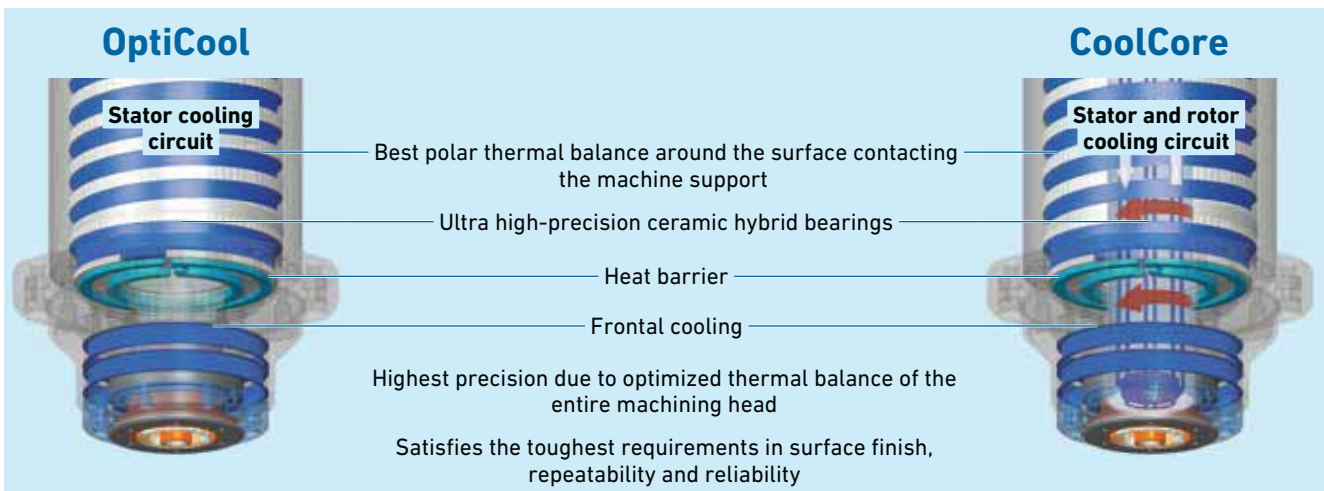 OptiCool
CoolCore
Stator cooling
circuit
Stator and rotor
cooling circuit
Best polar thermal balance around the surface contacting
the machine support
Ultra high-precision ceramic hybrid bearings
Heat barrier
Frontal cooling
Highest precision due to optimized thermal balance of the
entire machining head
Satisfies the toughest requirements in surface finish,
repeatability and reliability